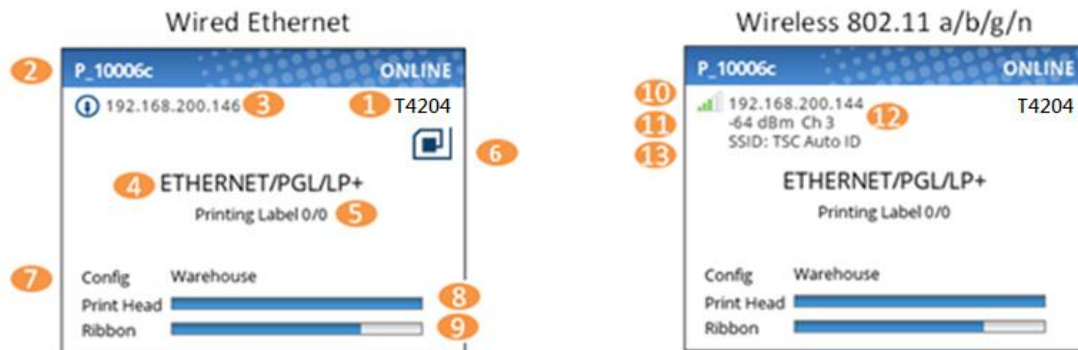 Wired Ethernet
2 P_10006c ONLINE
192.168.200.146 3 1 T4204
6
4 ETHERNET/PGL/LP+
Printing Label 0/0 5
7 Config Warehouse
Print Head 8
Ribbon 9
Wireless 802.11 a/b/g/n
P_10006c ONLINE
10 192.168.200.144 T4204
11 -64 dBm Ch 3 12
13 SSID: TSC Auto ID
ETHERNET/PGL/LP+
Printing Label 0/0
Config Warehouse
Print Head
Ribbon